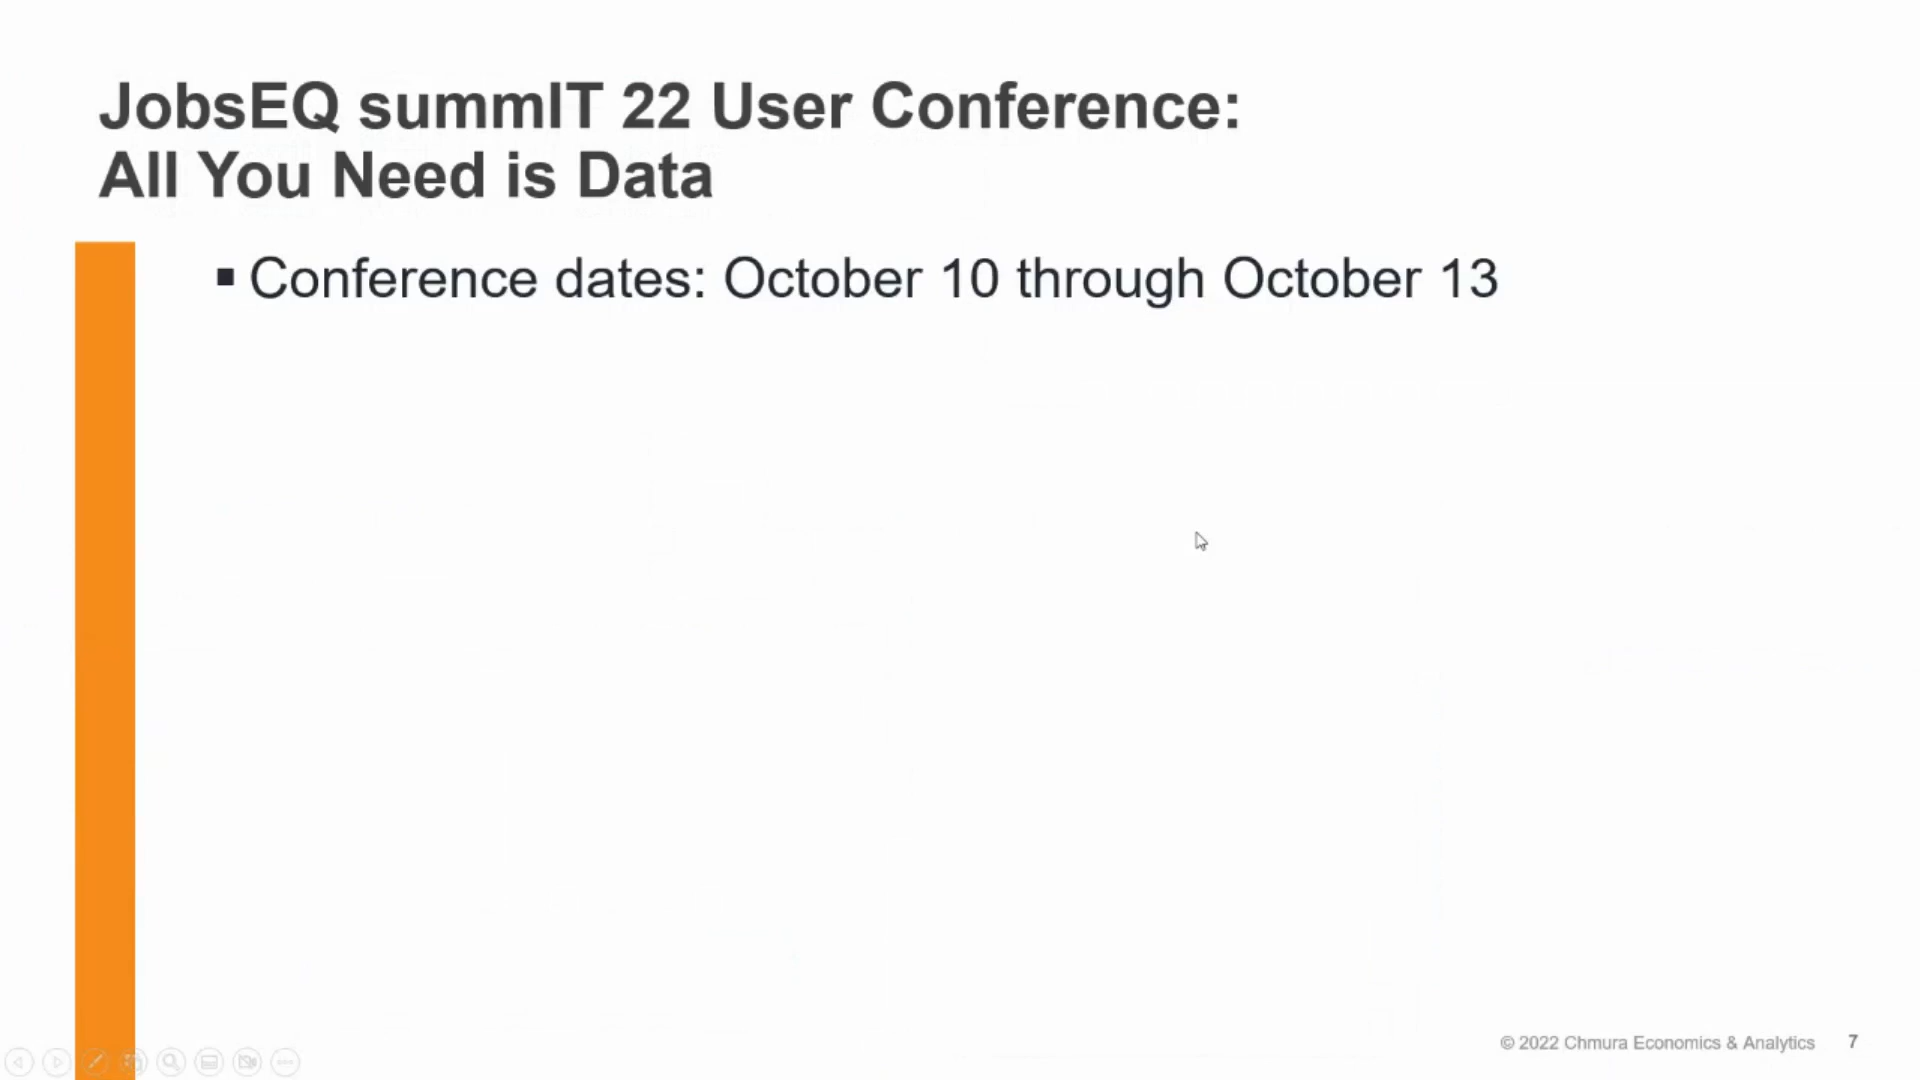 JobsEQ summIT 22 User Conference:
All You Need is Data
▪ Conference dates: October 10 through October 13
© 2022 Chmura Economics & Analytics 7